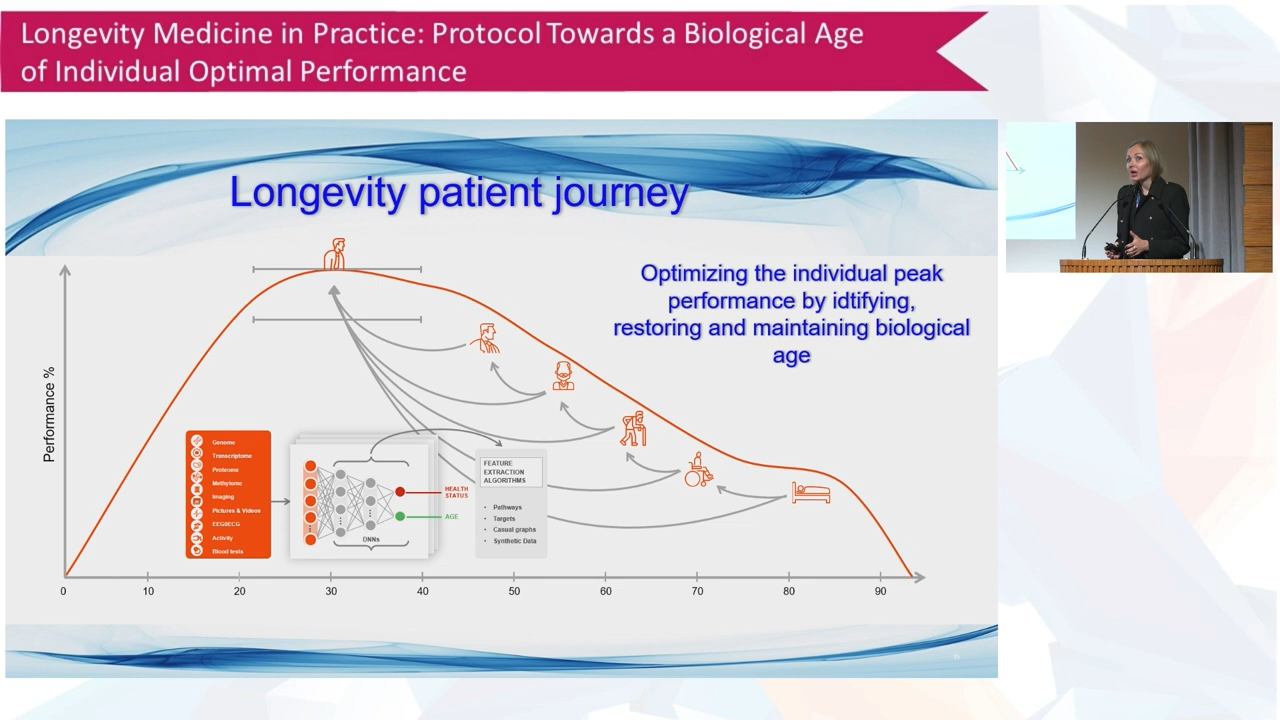 Longevity Medicine in Practice: Protocol Towards a Biological Age
of Individual Optimal Performance
Longevity patient journey
Optimizing the individual peak
performance by idtifying,
restoring and maintaining biological
age
Performance %
Genome
Transcriptome
Proteome
Methylome
Imaging
Pictures & Videos
EEG/ECG
Activity
Blood tests
DNNs
HEALTH
STATUS
AGE
FEATURE
EXTRACTION
ALGORITHMS
• Pathways
• Targets
• Casual graphs
• Synthetic Data
0 10 20 30 40 50 60 70 80 90